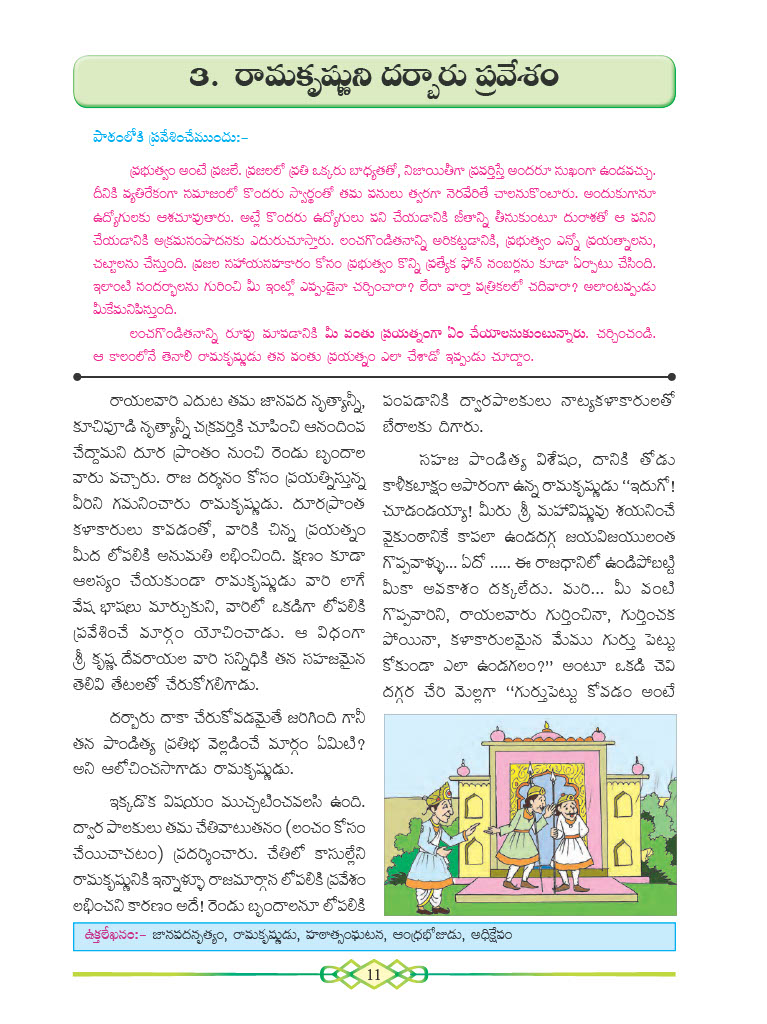 3. రామకృష్ణుని దర్బారు ప్రవేశం
పాఠంలోకి ప్రవేశించేముందు:-
ప్రభుత్వం అంటే ప్రజలే. ప్రజలలో ప్రతి ఒక్కరు బాధ్యతతో, నిజాయితీగా ప్రవర్తిస్తే అందరూ సుఖంగా ఉండవచ్చు.
దీనికి వ్యతిరేకంగా సమాజంలో కొందరు స్వార్థంతో తమ పనులు త్వరగా నెరవేరితే చాలనుకొంటారు. అందుకుగానూ
ఉద్యోగులకు ఆశచూపుతారు. అట్లే కొందరు ఉద్యోగులు పని చేయడానికి జీతాన్ని తీసుకుంటూ దురాశతో ఆ పనిని
చేయడానికి అక్రమసంపాదనకు ఎదురుచూస్తారు. లంచగొండితనాన్ని అరికట్టడానికి, ప్రభుత్వం ఎన్నో ప్రయత్నాలను,
చట్టాలను చేస్తుంది. ప్రజల సహాయసహకారం కోసం ప్రభుత్వం కొన్ని ప్రత్యేక ఫోన్ నంబర్లను కూడా ఏర్పాటు చేసింది.
ఇలాంటి సందర్భాలను గురించి మీ ఇంట్లో ఎప్పుడైనా చర్చించారా? లేదా వార్తా పత్రికలలో చదివారా? అలాంటప్పుడు
మీకేమనిపిస్తుంది.
లంచగొండితనాన్ని రూపు మాపడానికి మీ వంతు ప్రయత్నంగా ఏం చేయాలనుకుంటున్నారు. చర్చించండి.
ఆ కాలంలోనే తెనాలి రామకృష్ణుడు తన వంతు ప్రయత్నం ఎలా చేశాడో ఇప్పుడు చూద్దాం.
రాయలవారి ఎదుట తమ జానపద నృత్యాన్నీ,
కూచిపూడి నృత్యాన్నీ చక్రవర్తికి చూపించి ఆనందింప
చేద్దామని దూర ప్రాంతం నుంచి రెండు బృందాల
వారు వచ్చారు. రాజ దర్శనం కోసం ప్రయత్నిస్తున్న
వీరిని గమనించారు రామకృష్ణుడు. దూరప్రాంత
కళాకారులు కావడంతో, వారికి చిన్న ప్రయత్నం
మీద లోపలికి అనుమతి లభించింది. క్షణం కూడా
ఆలస్యం చేయకుండా రామకృష్ణుడు వారి లాగే
వేష భాషలు మార్చుకుని, వారిలో ఒకడిగా లోపలికి
ప్రవేశించే మార్గం యోచించాడు. ఆ విధంగా
శ్రీ కృష్ణ దేవరాయల వారి సన్నిధికి తన సహజమైన
తెలివి తేటలతో చేరుకోగలిగాడు.
దర్బారు దాకా చేరుకోవడమైతే జరిగింది గానీ
తన పాండిత్య ప్రతిభ వెల్లడించే మార్గం ఏమిటి?
అని ఆలోచించసాగాడు రామకృష్ణుడు.
ఇక్కడొక విషయం ముచ్చటించవలసి ఉంది.
ద్వార పాలకులు తమ చేతివాటుతనం (లంచం కోసం
చేయిచాచటం) ప్రదర్శించారు. చేతిలో కాసుల్లేని
రామకృష్ణునికి ఇన్నాళ్ళూ రాజమార్గాన లోపలికి ప్రవేశం
లభించని కారణం అదే! రెండు బృందాలనూ లోపలికి
పంపడానికి ద్వారపాలకులు నాట్యకళాకారులతో
బేరాలకు దిగారు.
సహజ పాండిత్య విశేషం, దానికి తోడు
కాళీకటాక్షం అపారంగా ఉన్న రామకృష్ణుడు "ఇదుగో!
చూడండయ్యా! మీరు శ్రీ మహావిష్ణువు శయనించే
వైకుంఠానికే కాపలా ఉండదగ్గ జయవిజయులంత
గొప్పవాళ్ళు... ఏదో ..... ఈ రాజధానిలో ఉండిపోబట్టి
మీకా అవకాశం దక్కలేదు. మరి... మీ వంటి
గొప్పవారిని, రాయలవారు గుర్తించినా, గుర్తించక
పోయినా, కళాకారులమైన మేము గుర్తు పెట్టు
కోకుండా ఎలా ఉండగలం?" అంటూ ఒకడి చెవి
దగ్గర చేరి మెల్లగా "గుర్తుపెట్టు కోవడం అంటే
ఉక్తలేఖనం:- జానపదనృత్యం, రామకృష్ణుడు, హఠాత్సంఘటన, ఆంధ్రభోజుడు, అధిక్షేపం
11